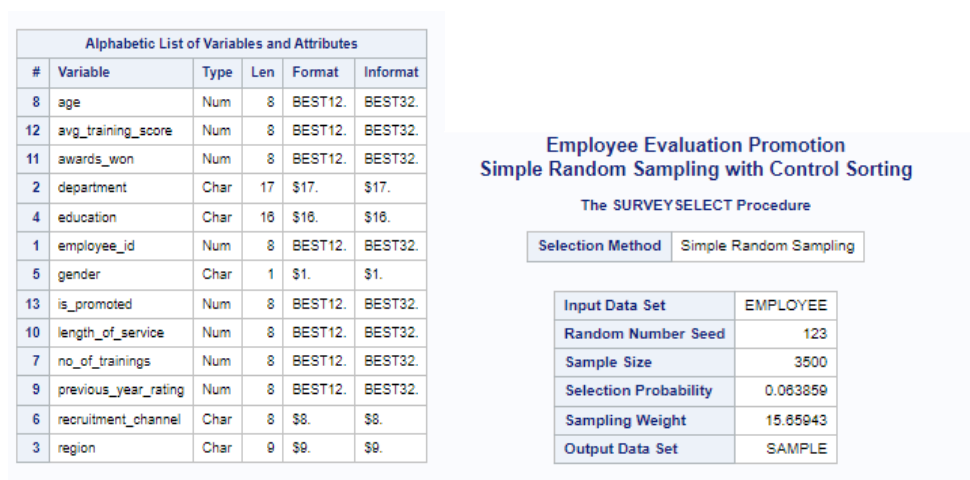 Alphabetic List of Variables and Attributes
# Variable Type Len Format Informat
8 age Num 8 BEST12. BEST32.
12 avg_training_score Num 8 BEST12. BEST32.
11 awards_won Num 8 BEST12. BEST32.
2 department Char 17 $17. $17.
4 education Char 16 $16. $16.
1 employee_id Num 8 BEST12. BEST32.
5 gender Char 1 $1. $1.
13 is_promoted Num 8 BEST12. BEST32.
10 length_of_service Num 8 BEST12. BEST32.
7 no_of_trainings Num 8 BEST12. BEST32.
9 previous_year_rating Num 8 BEST12. BEST32.
6 recruitment_channel Char 8 $8. $8.
3 region Char 9 $9. $9.
Employee Evaluation Promotion
Simple Random Sampling with Control Sorting
The SURVEYSELECT Procedure
Selection Method Simple Random Sampling
Input Data Set EMPLOYEE
Random Number Seed 123
Sample Size 3500
Selection Probability 0.063859
Sampling Weight 15.65943
Output Data Set SAMPLE